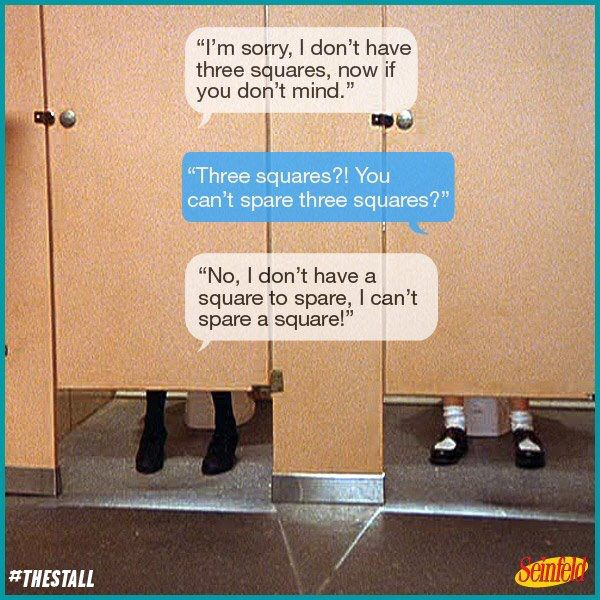 “I’m sorry, I don’t have
three squares, now if
you don’t mind.”
“Three squares?! You
can’t spare three squares?”
“No, I don’t have a
square to spare, I can’t
spare a square!”
#THESTALL
Seinfeld